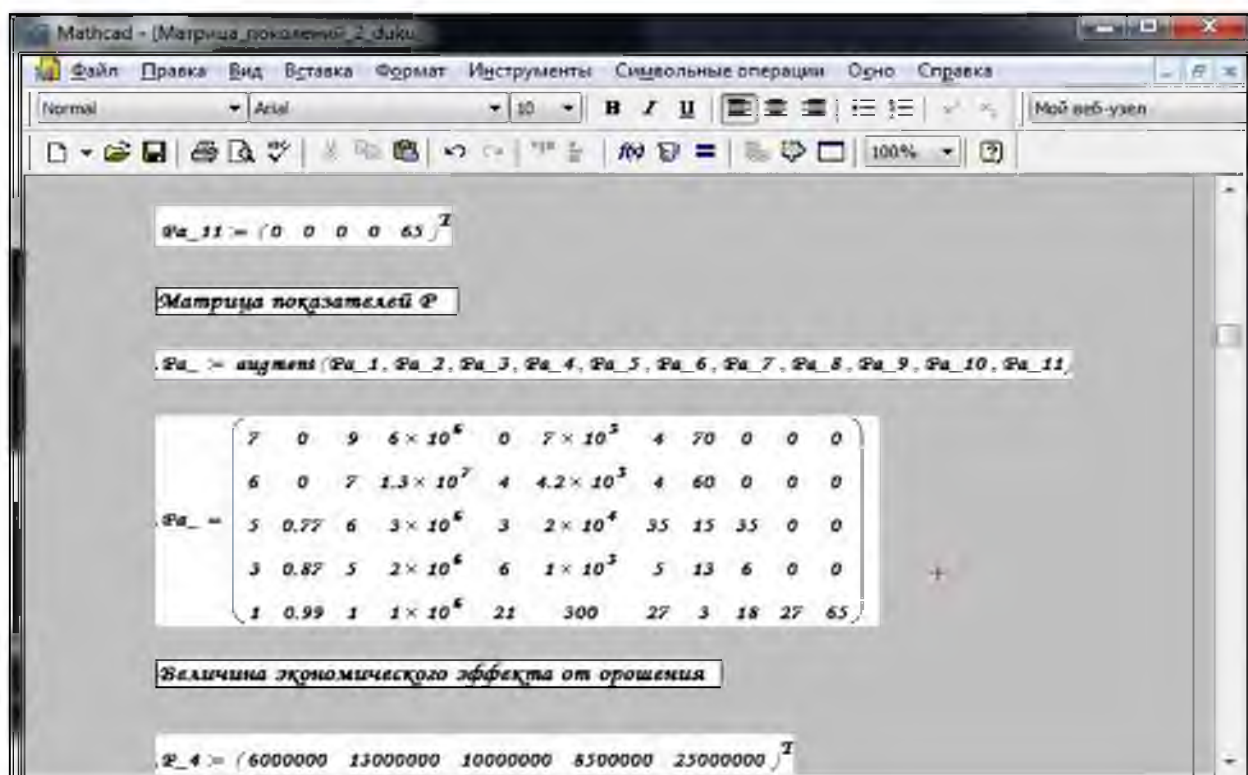 Mathcad - [Матрица_поколений_2_duku
Файл Правка Вид Вставка Формат Инструменты Символьные операции Окно Справка
Normal Arial 10 B I U Мой веб-узел
100%
Pa_11 := (0 0 0 0 65)^T
Матрица показателей P
Pa_ := augment(Pa_1, Pa_2, Pa_3, Pa_4, Pa_5, Pa_6, Pa_7, Pa_8, Pa_9, Pa_10, Pa_11)
7 0 9 6 × 10^6 0 7 × 10^3 4 70 0 0 0
6 0 7 1.3 × 10^7 4 4.2 × 10^3 4 60 0 0 0
Pa_ = 5 0.77 6 3 × 10^6 3 2 × 10^4 35 15 35 0 0
3 0.87 5 2 × 10^6 6 1 × 10^3 5 13 6 0 0
1 0.99 1 1 × 10^6 21 300 27 3 18 27 65
Величина экономического эффекта от орошения
P_4 := (6000000 13000000 10000000 8500000 25000000)^T